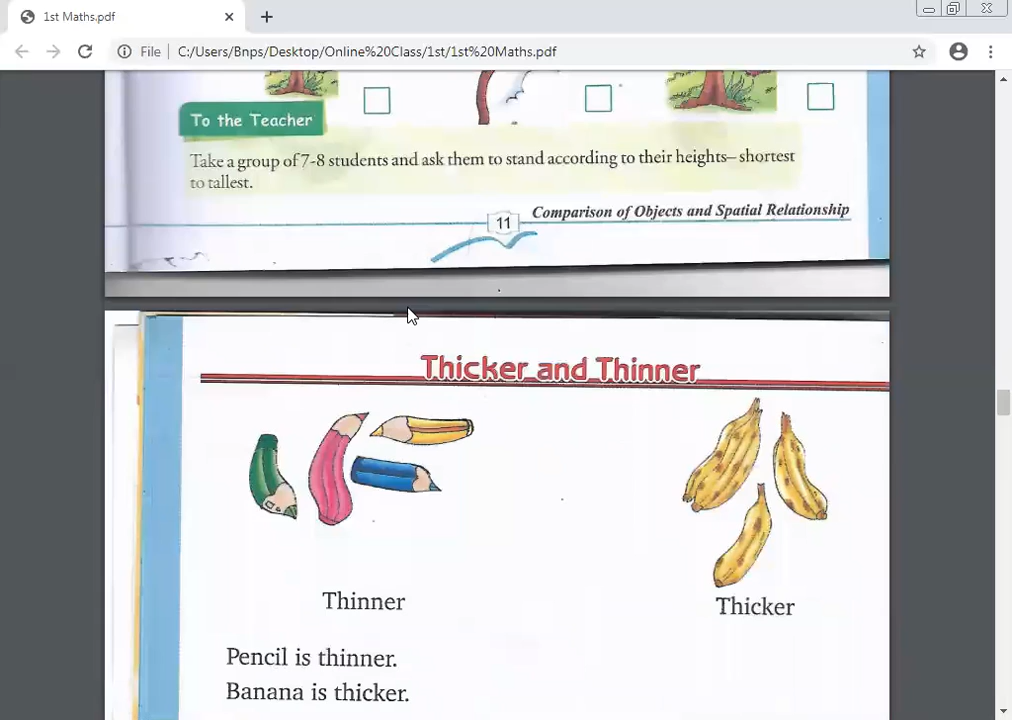 1st Maths.pdf
File | C:/Users/Bnps/Desktop/Online%20Class/1st/1st%20Maths.pdf
To the Teacher
Take a group of 7-8 students and ask them to stand according to their heights– shortest
to tallest.
Comparison of Objects and Spatial Relationship
11
Thicker and Thinner
Thinner
Thicker
Pencil is thinner.
Banana is thicker.